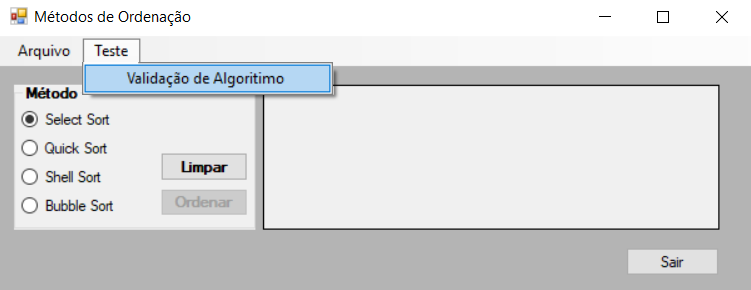 Métodos de Ordenação
Arquivo Teste
Validação de Algoritimo
Método
Select Sort
Quick Sort
Shell Sort
Bubble Sort
Limpar
Ordenar
Sair